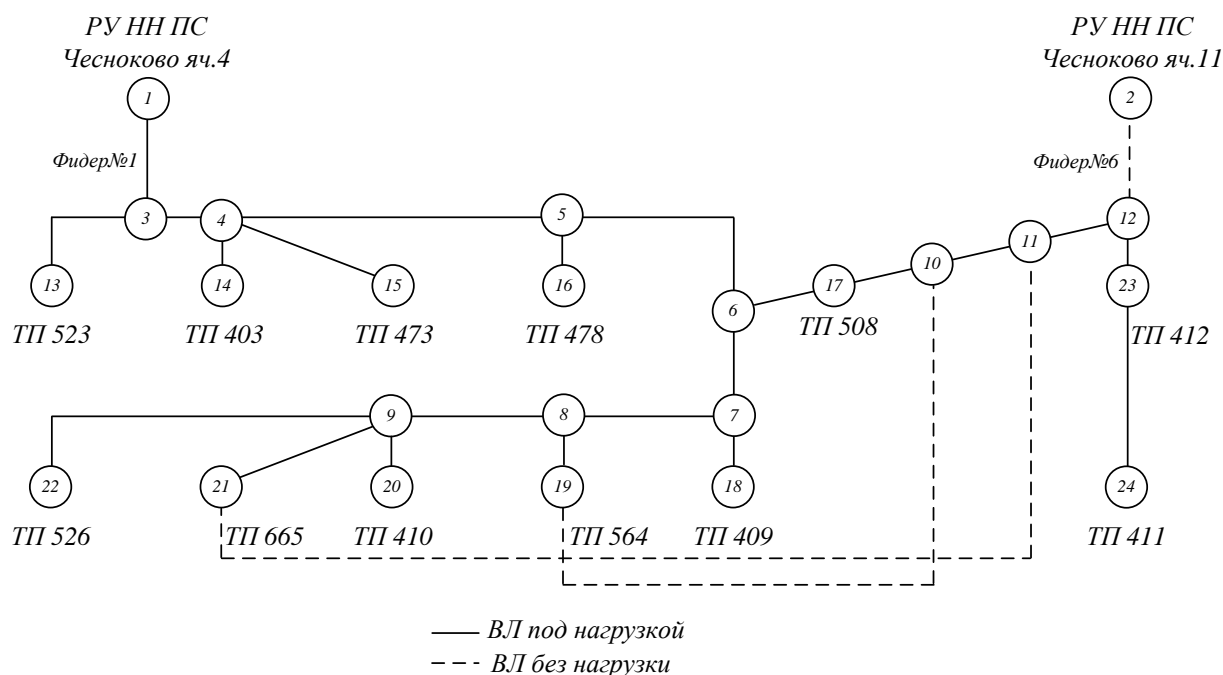 РУ НН ПС
Чесноково яч.4
РУ НН ПС
Чесноково яч.11
1
2
Фидер№1
Фидер№6
3
4
5
12
11
10
13
14
15
16
17
23
6
ТП 523
ТП 403
ТП 473
ТП 478
ТП 508
ТП 412
9
8
7
22
21
20
19
18
24
ТП 526
ТП 665
ТП 410
ТП 564
ТП 409
ТП 411
ВЛ под нагрузкой
ВЛ без нагрузки